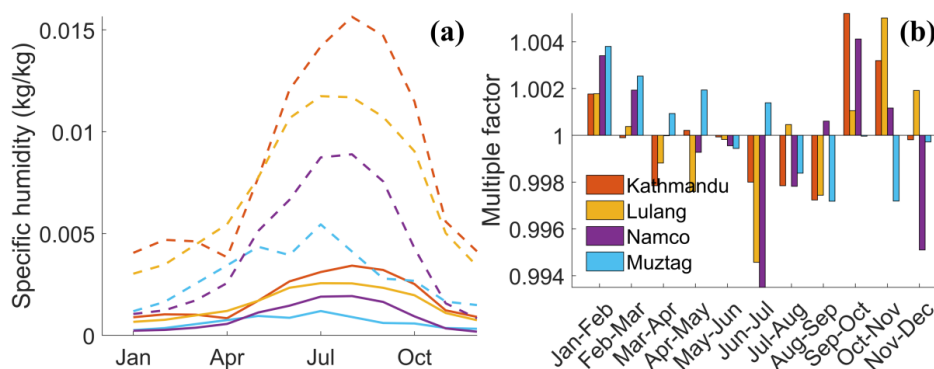 (a)
Specific humidity (kg/kg)
0.015
0.01
0.005
0
Jan
Apr
Jul
Oct
(b)
Multiple factor
1.004
1.002
1
0.998
0.996
0.994
Kathmandu
Lulang
Namco
Muztag
Jan-Feb
Feb-Mar
Mar-Apr
Apr-May
May-Jun
Jun-Jul
Jul-Aug
Aug-Sep
Sep-Oct
Oct-Nov
Nov-Dec